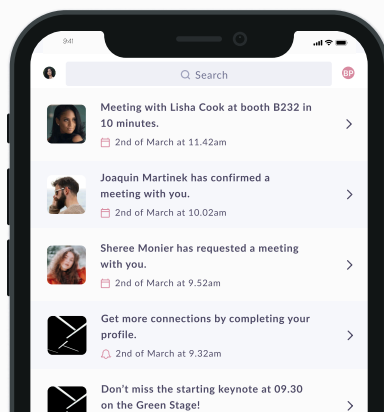 9:41
Search
BP
Meeting with Lisha Cook at booth B232 in
10 minutes.
2nd of March at 11.42am
Joaquin Martinek has confirmed a
meeting with you.
2nd of March at 10.02am
Sheree Monier has requested a meeting
with you.
2nd of March at 9.52am
Get more connections by completing your
profile.
2nd of March at 9.32am
Don't miss the starting keynote at 09.30
on the Green Stage!